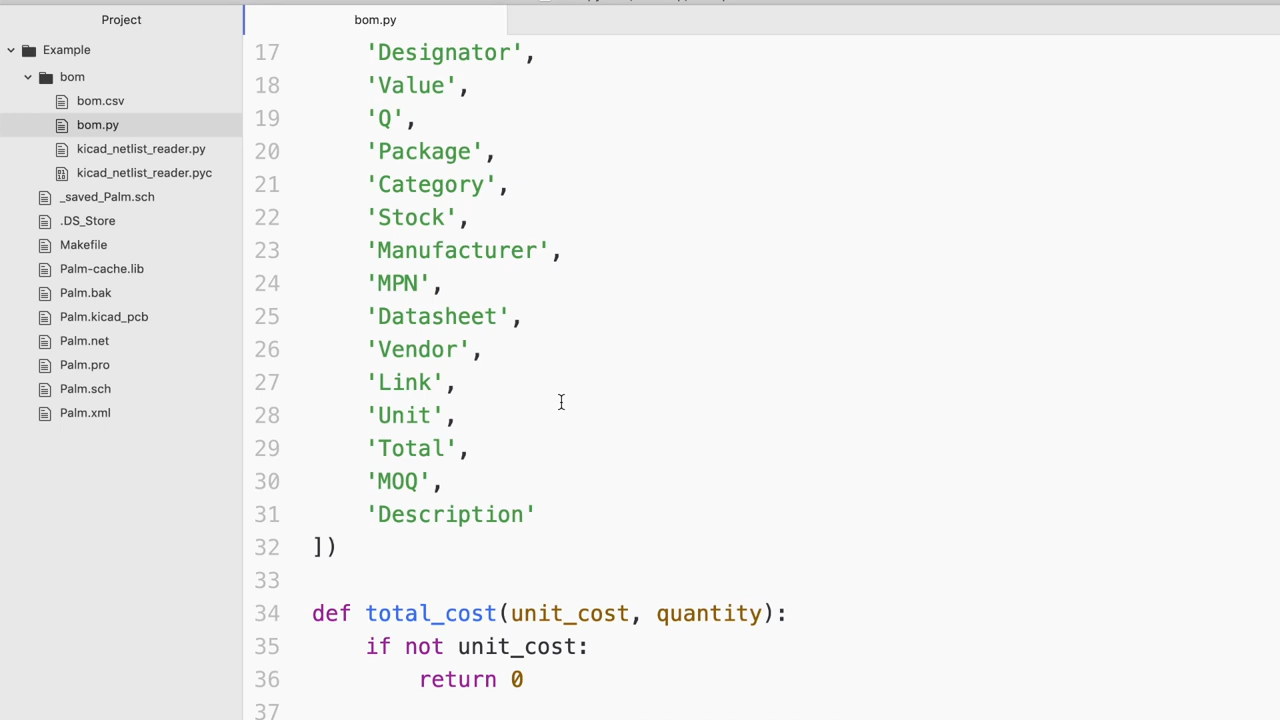 Project
bom.py
Example
bom
bom.csv
bom.py
kicad_netlist_reader.py
kicad_netlist_reader.pyc
_saved_Palm.sch
.DS_Store
Makefile
Palm-cache.lib
Palm.bak
Palm.kicad_pcb
Palm.net
Palm.pro
Palm.sch
Palm.xml
17 'Designator',
18 'Value',
19 'Q',
20 'Package',
21 'Category',
22 'Stock',
23 'Manufacturer',
24 'MPN',
25 'Datasheet',
26 'Vendor',
27 'Link',
28 'Unit',
29 'Total',
30 'MOQ',
31 'Description'
32 ])
33
34 def total_cost(unit_cost, quantity):
35 if not unit_cost:
36 return 0
37